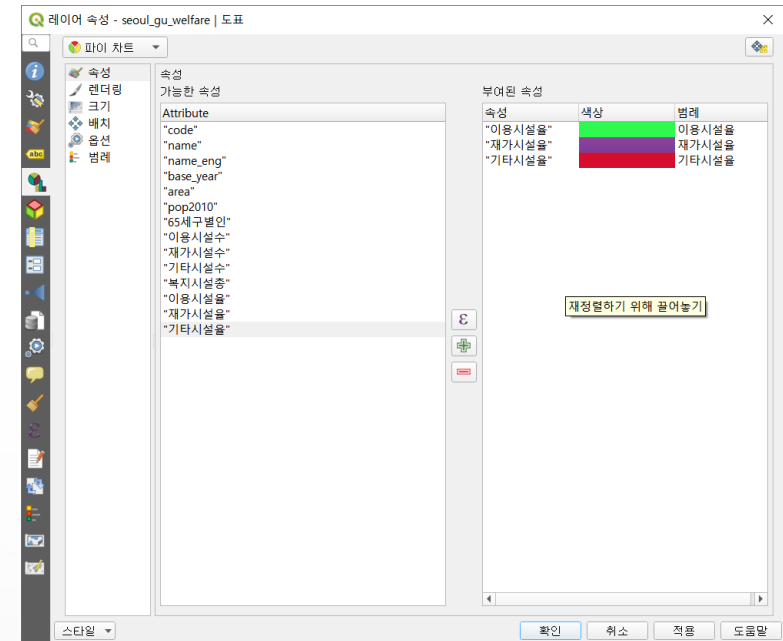 레이어 속성 - seoul_gu_welfare | 도표
파이 차트
속성
렌더링
크기
배치
옵션
범례
속성
가능한 속성
Attribute
"code"
"name"
"name_eng"
"base_year"
"area"
"pop2010"
"65세구별인"
"이용시설수"
"재가시설수"
"기타시설수"
"복지시설총"
"이용시설율"
"재가시설율"
"기타시설율"
ε
부여된 속성
속성 색상 범례
"이용시설율" 이용시설율
"재가시설율" 재가시설율
"기타시설율" 기타시설율
재정렬하기 위해 끌어놓기
abc
스타일
확인 취소 적용 도움말